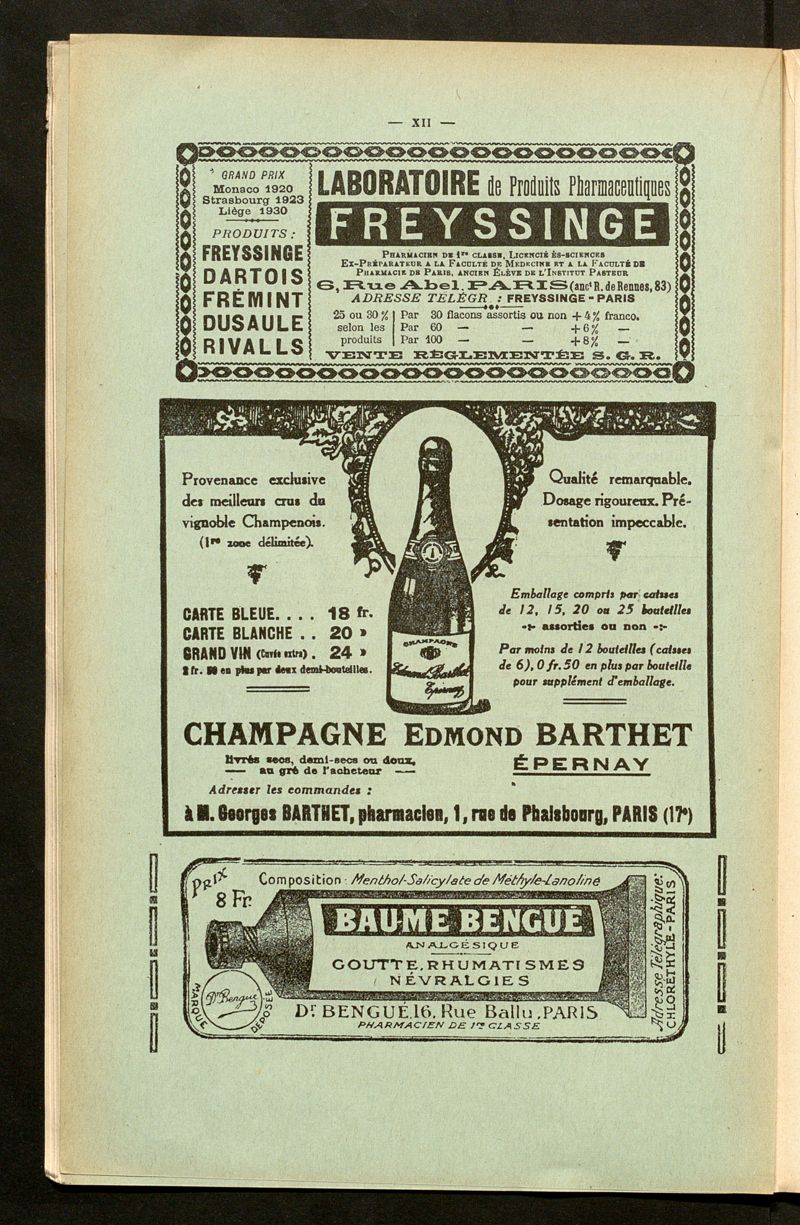 — XII —
GRAND PRIX
Monaco 1920
Strasbourg 1923
Liège 1930
PRODUITS :
FREYSSINGE
DARTOIS
FRÉMINT
DUSAULE
RIVALLS
LABORATOIRE de Produits Pharmaceutiques
FREYSSINGE
PHARMACIEN DE 1re CLASSE, LICENCIÉ ÈS-SCIENCES
EX-PRÉPARATEUR A LA FACULTÉ DE MÉDECINE ET A LA FACULTÉ DE
PHARMACIE DE PARIS, ANCIEN ÉLÈVE DE L'INSTITUT PASTEUR
6, Rue Abel, PARIS (anct R. de Rennes, 83)
ADRESSE TÉLÉGR. : FREYSSINGE - PARIS
25 ou 30 % Par 30 flacons assortis ou non + 4 % franco.
selon les Par 60 — — + 6 % —
produits Par 100 — — + 8 % —
VENTE RÉGLEMENTÉE S. G. R.
Provenance exclusive
des meilleurs crus du
vignoble Champenois.
(1re zone délimitée).
Qualité remarquable.
Dosage rigoureux. Pré-
sentation impeccable.
CARTE BLEUE. . . . 18 fr.
CARTE BLANCHE . . 20 »
GRAND VIN (Cuvée extra) . 24 »
fr. en plus par deux demi-bouteilles.
Emballage compris par caisses
de 12, 15, 20 ou 25 bouteilles
-:- assorties ou non -:-
Par moins de 12 bouteilles (caisses
de 6), 0 fr. 50 en plus par bouteille
pour supplément d'emballage.
CHAMPAGNE
Edmond Barthet
Épernay
CHAMPAGNE EDMOND BARTHET
livrés secs, demi-secs ou doux,
— au gré de l'acheteur —
ÉPERNAY
Adresser les commandes :
à M. Georges BARTHET, pharmacien, 1, rue de Phalsbourg, PARIS (17e)
PRIX
8 Fr.
Composition : Menthol-Salicylate de Méthyle-Lanoline
BAUME BENGUÉ
ANALGÉSIQUE
GOUTTE, RHUMATISMES
NÉVRALGIES
Dr BENGUÉ, 16, Rue Ballu, PARIS
PHARMACIEN DE 1re CLASSE
MARQUE DÉPOSÉE
Dr Bengué
Adresse Télégraphique:
CHLORÉTHYLE-PARIS